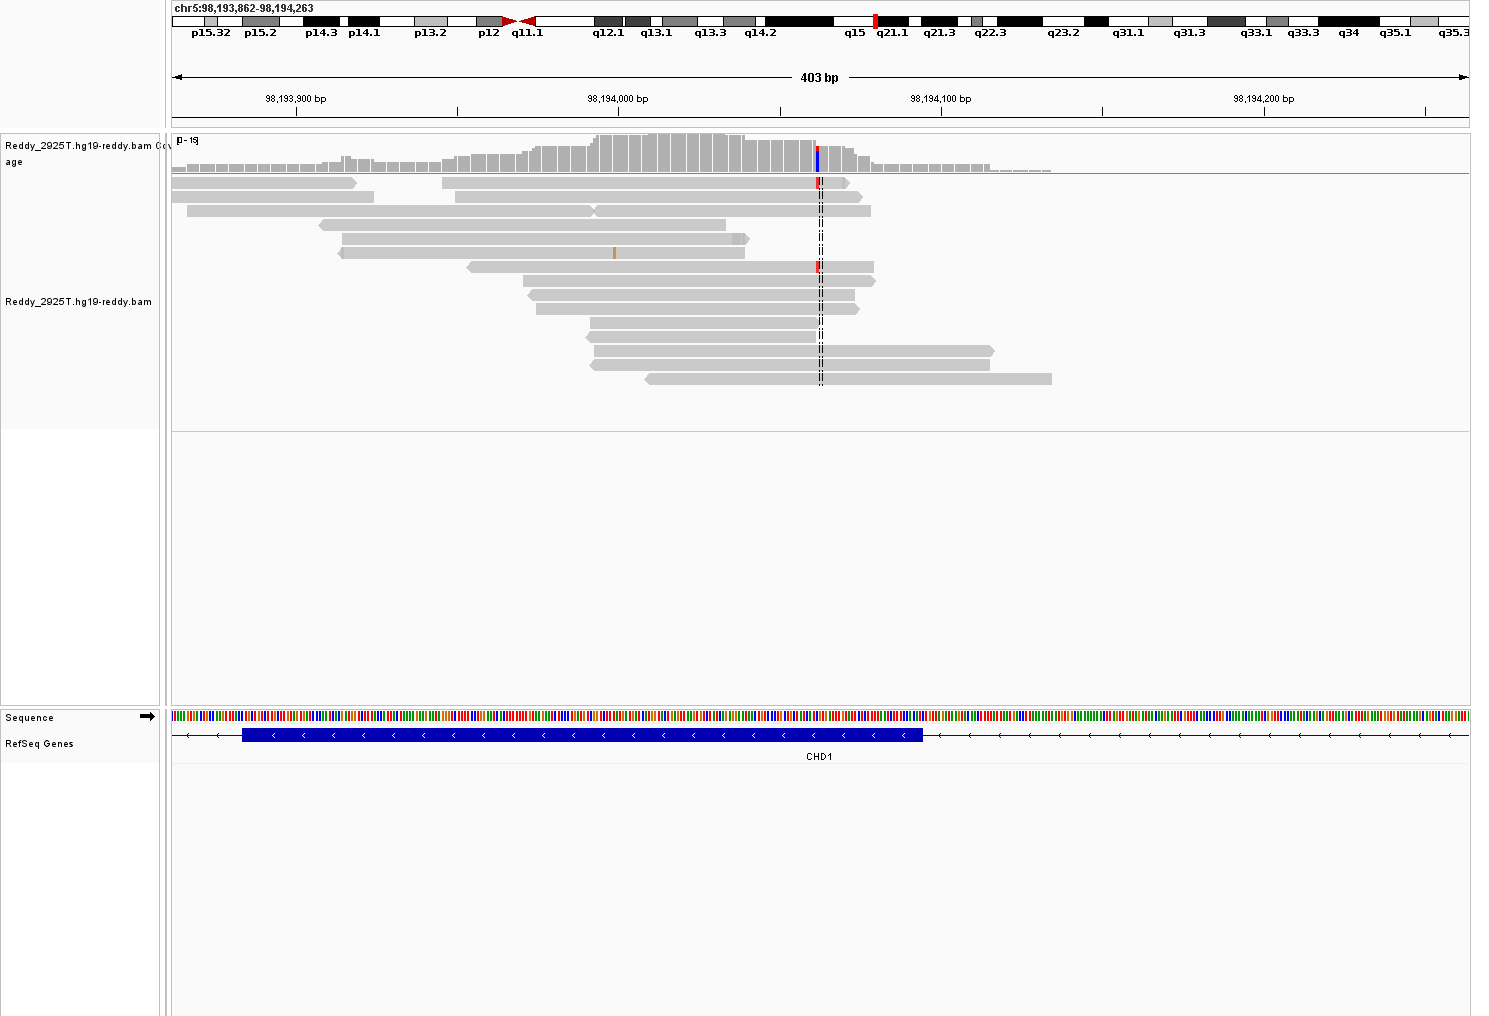 chr5:98,193,862-98,194,263
p15.32 p15.2 p14.3 p14.1 p13.2 p12 q11.1 q12.1 q13.1 q13.3 q14.2 q15 q21.1 q21.3 q22.3 q23.2 q31.1 q31.3 q33.1 q33.3 q34 q35.1 q35.3
403 bp
98,193,900 bp 98,194,000 bp 98,194,100 bp 98,194,200 bp
[0 - 19]
Reddy_2925T.hg19-reddy.bam Cov
age
Reddy_2925T.hg19-reddy.bam
Sequence
RefSeq Genes
CHD1